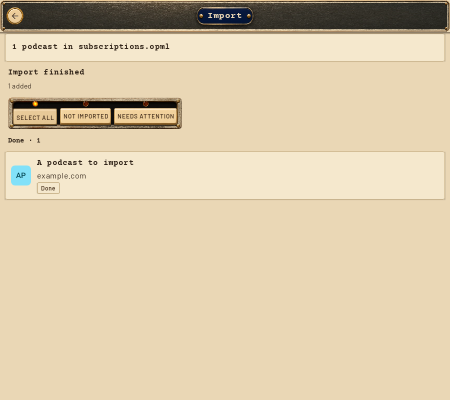 Import
1 podcast in subscriptions.opml
Import finished
1 added
SELECT ALL NOT IMPORTED NEEDS ATTENTION
Done · 1
A podcast to import
AP
example.com
Done